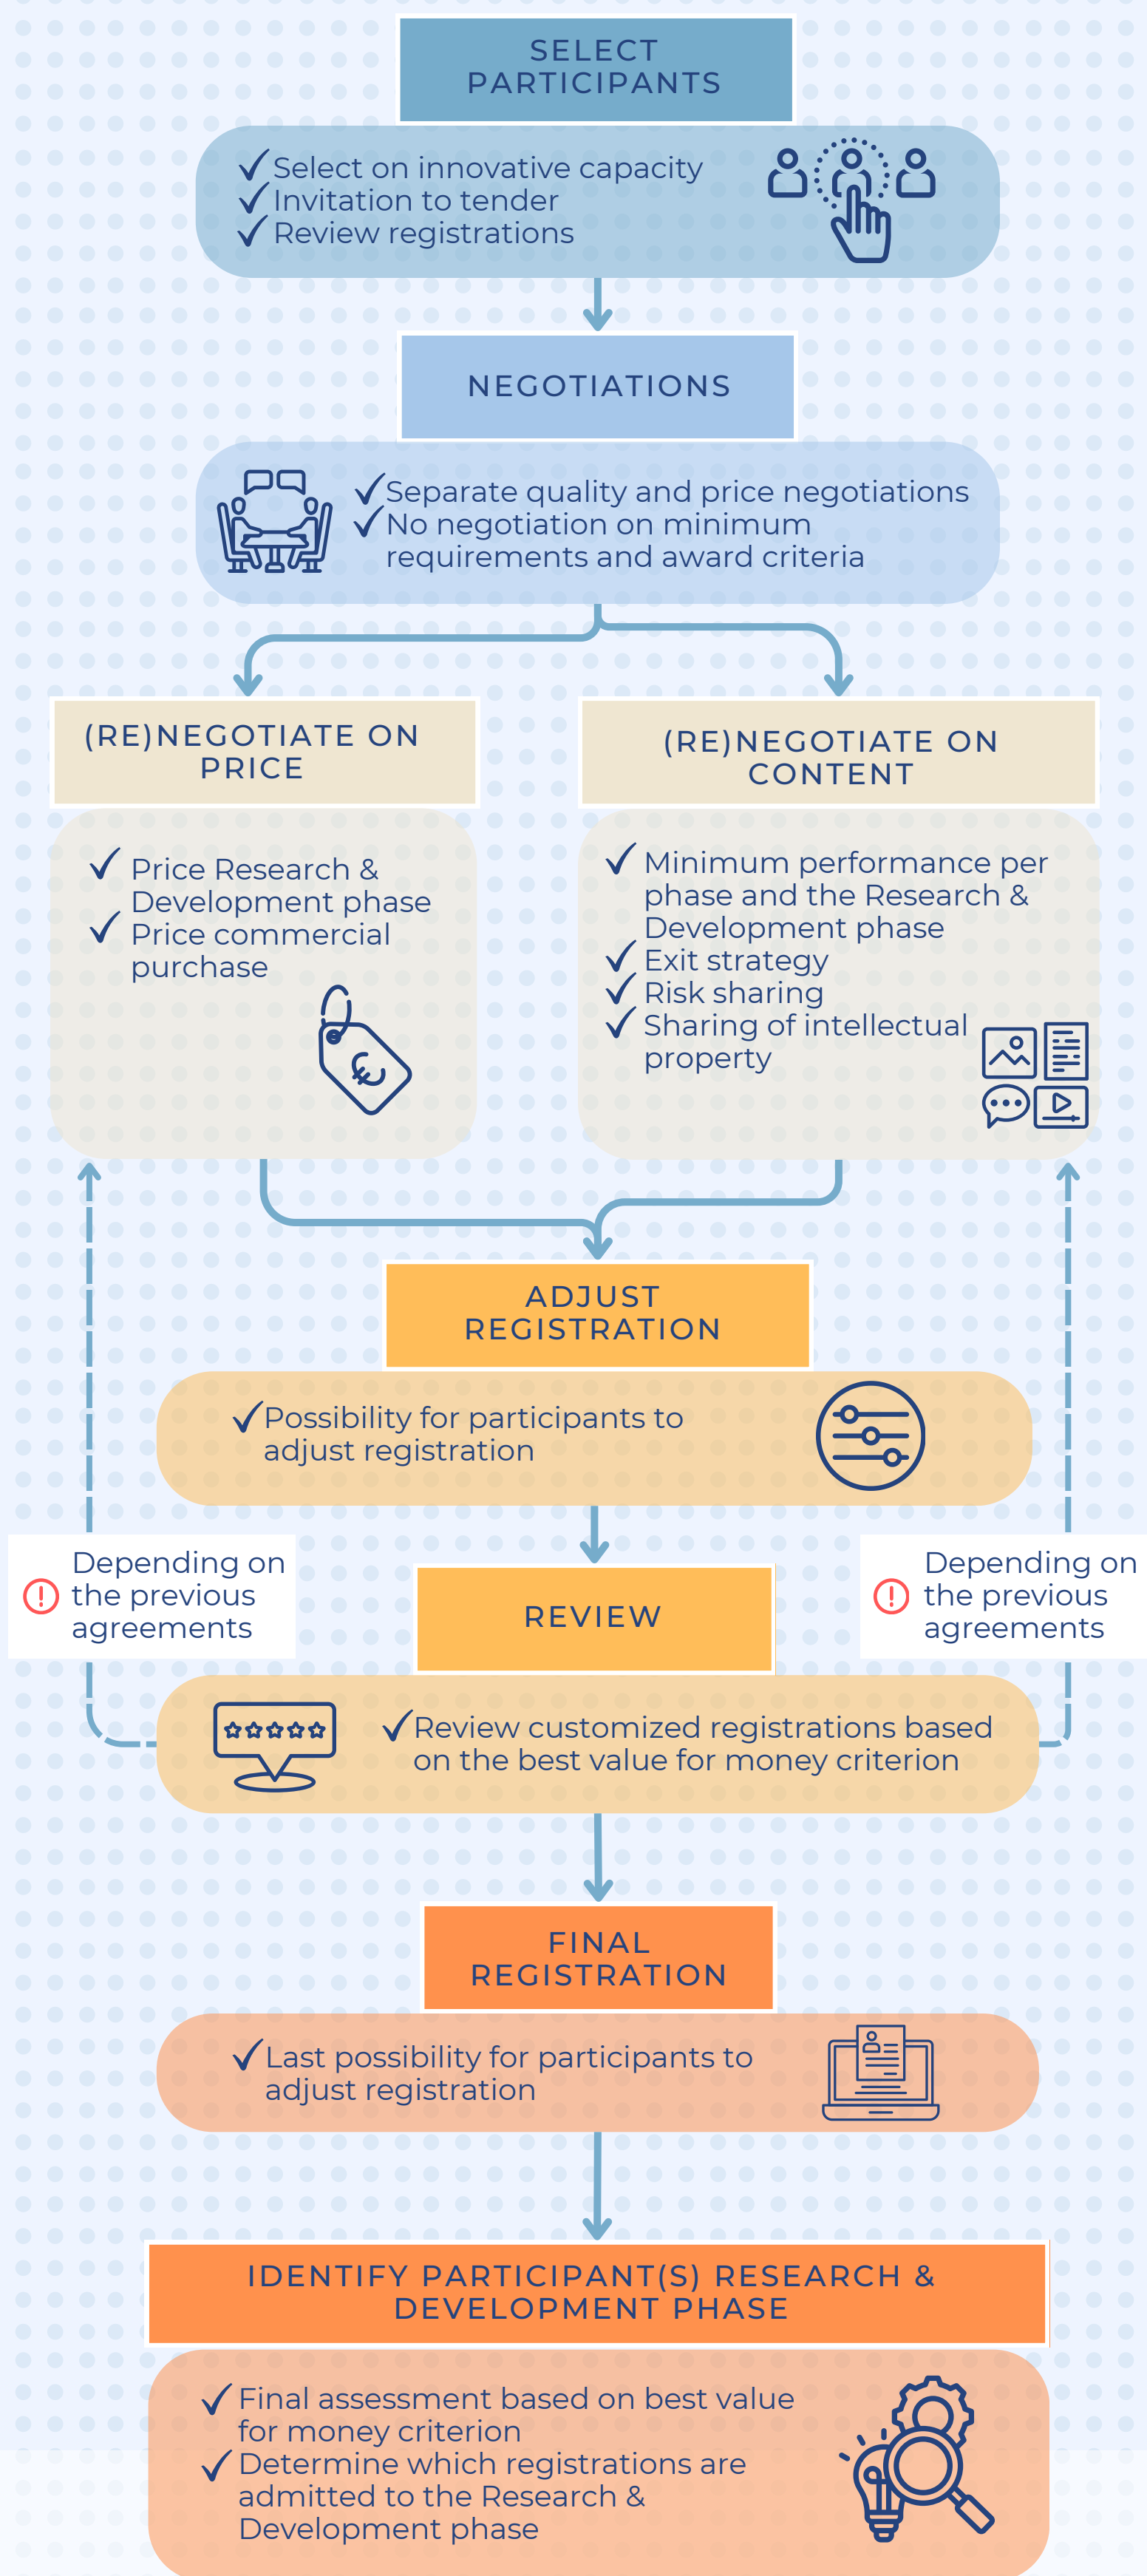 SELECT
PARTICIPANTS
Select on innovative capacity
Invitation to tender
Review registrations
NEGOTIATIONS
Separate quality and price negotiations
No negotiation on minimum
requirements and award criteria
(RE)NEGOTIATE ON
PRICE
Price Research &
Development phase
Price commercial
purchase
€
(RE)NEGOTIATE ON
CONTENT
Minimum performance per
phase and the Research &
Development phase
Exit strategy
Risk sharing
Sharing of intellectual
property
ADJUST
REGISTRATION
Possibility for participants to
adjust registration
Depending on
the previous
agreements
Depending on
the previous
agreements
REVIEW
Review customized registrations based
on the best value for money criterion
FINAL
REGISTRATION
Last possibility for participants to
adjust registration
IDENTIFY PARTICIPANT(S) RESEARCH &
DEVELOPMENT PHASE
Final assessment based on best value
for money criterion
Determine which registrations are
admitted to the Research &
Development phase